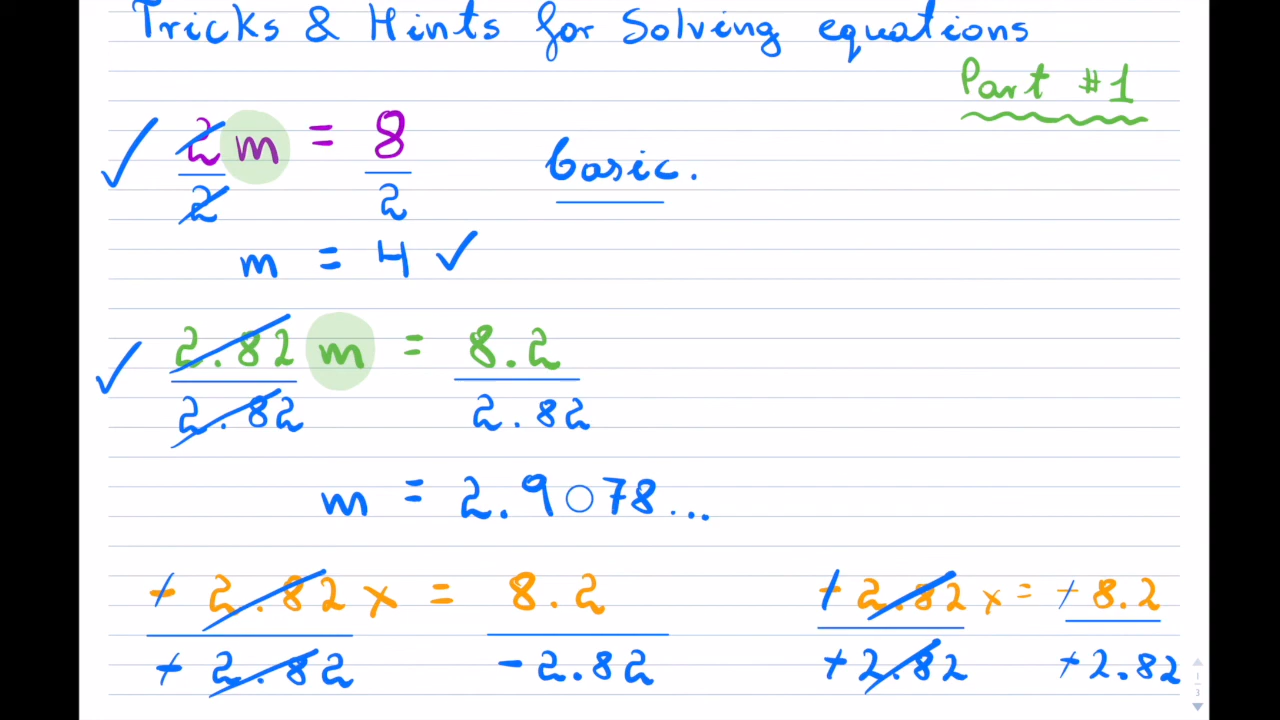 Tricks & Hints for Solving equations
Part #1
2m = 8
2 2
basic.
m = 4 ✓
2.82 m = 8.2
2.82 2.82
m = 2.9078...
- 2.82 x = 8.2
- 2.82 - 2.82
- 2.82 x = - 8.2
- 2.82 - 2.82
1
3